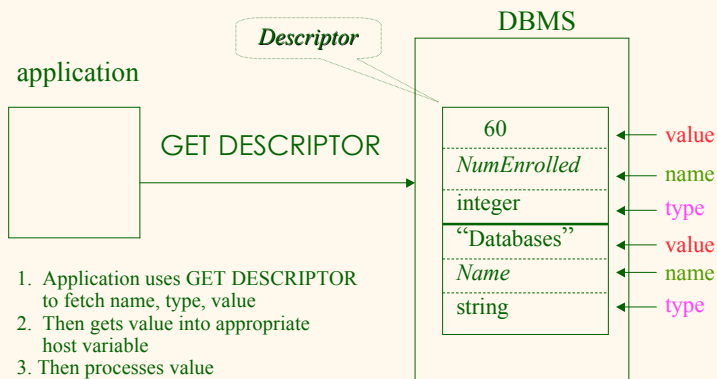 DBMS
Descriptor
application
GET DESCRIPTOR
60
value
NumEnrolled
name
integer
type
“Databases”
value
Name
name
string
type
1. Application uses GET DESCRIPTOR
to fetch name, type, value
2. Then gets value into appropriate
host variable
3. Then processes value